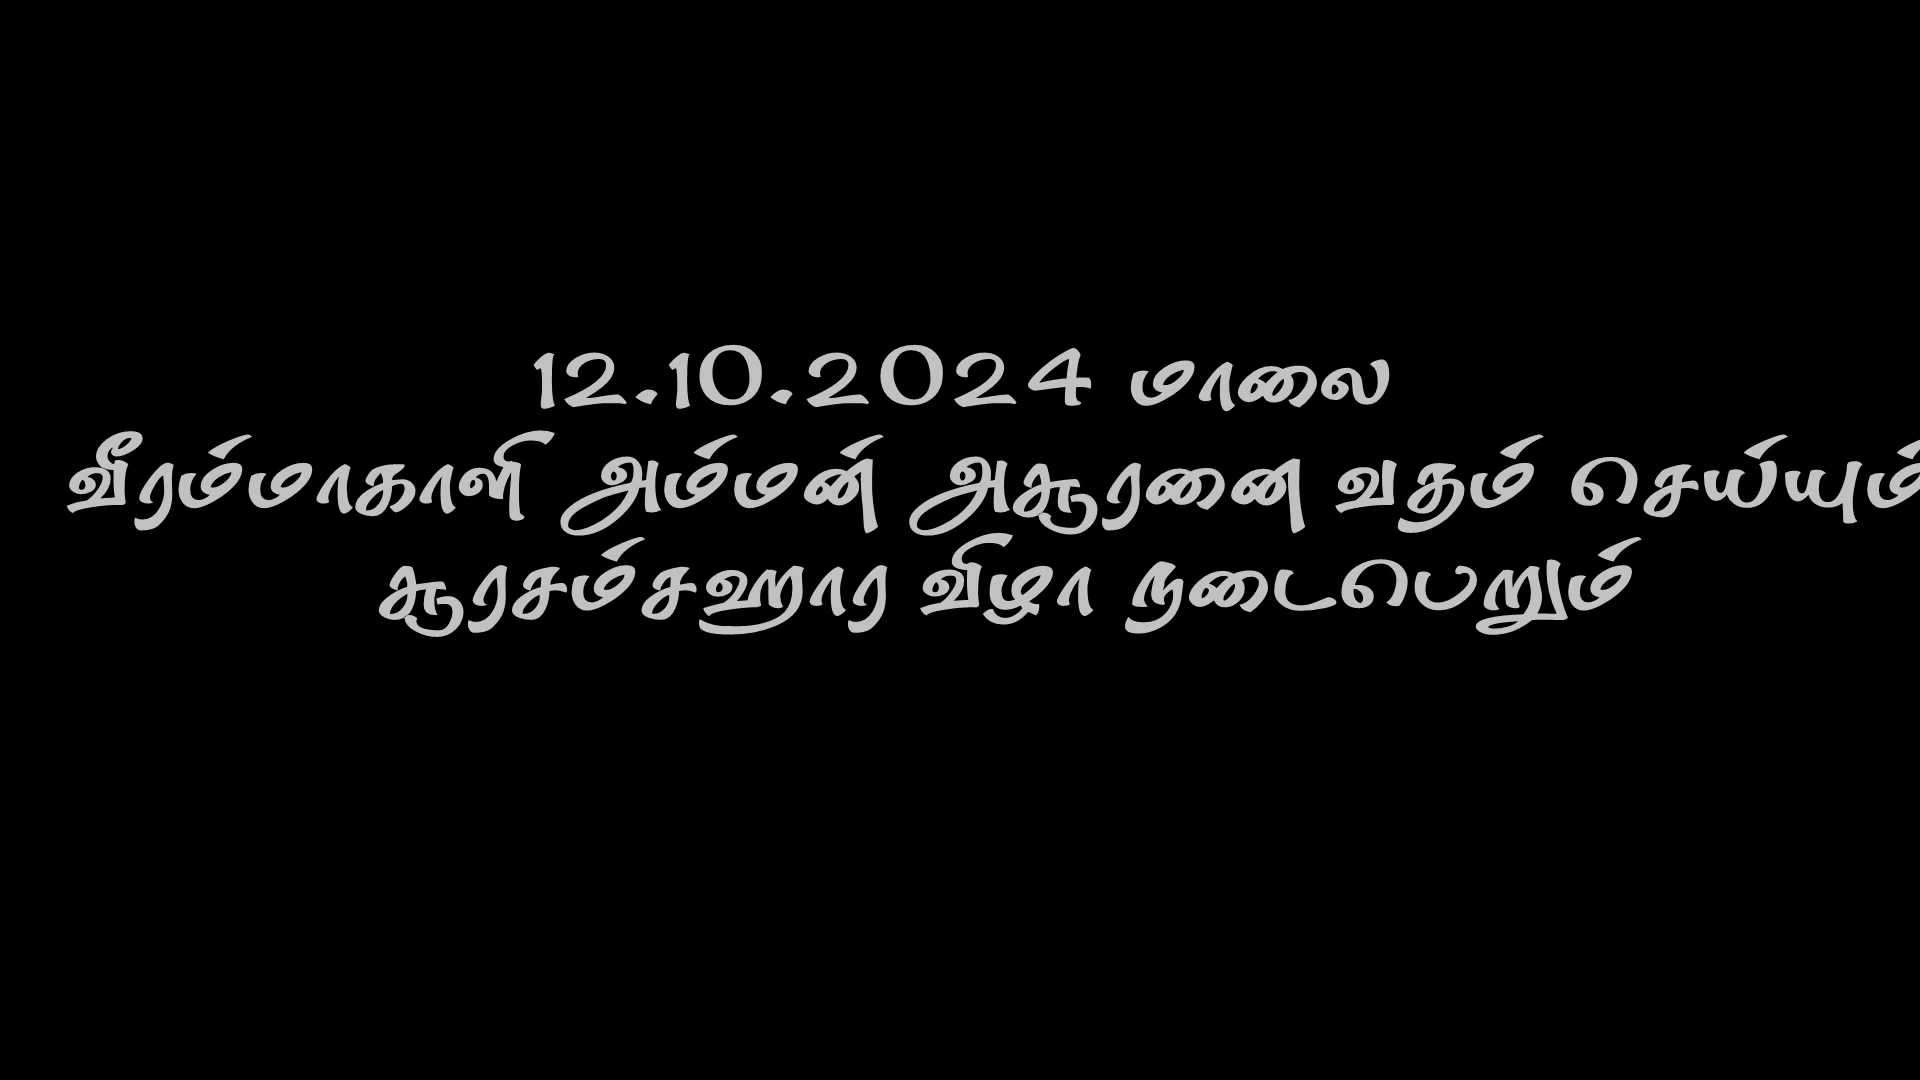 12.10.2024 மாலை
வீரம்மாகாளி அம்மன் அசூரனை வதம் செய்யும்
சூரசம்சஹார விழா நடைபெறும்